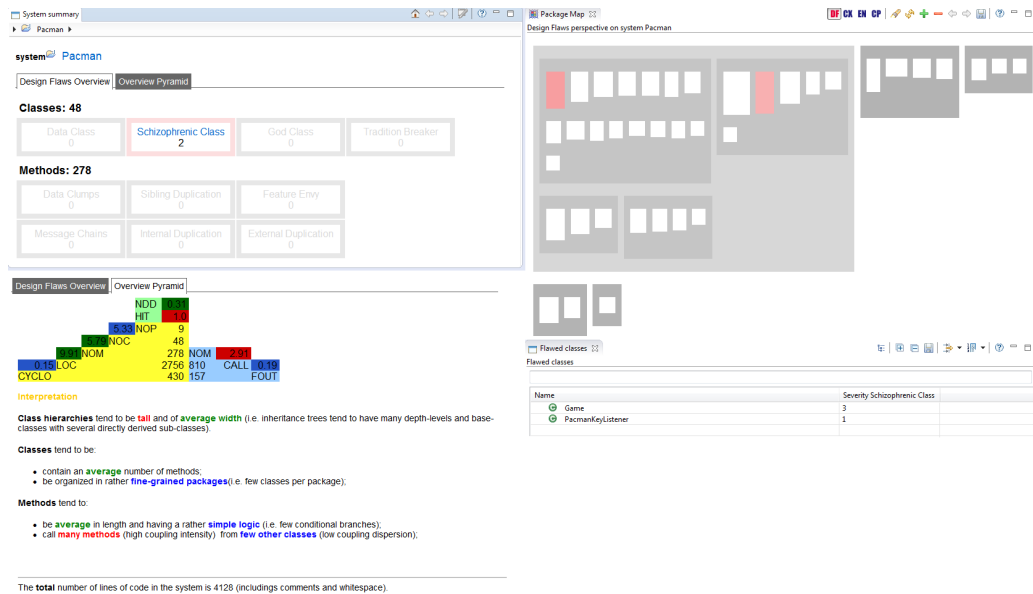 System summary
Pacman
system Pacman
Design Flaws Overview Overview Pyramid
Classes: 48
Data Class Schizophrenic Class God Class Tradition Breaker
0 2 0 0
Methods: 278
Data Clumps Sibling Duplication Feature Envy
0 0 0
Message Chains Internal Duplication External Duplication
0 0 0
Design Flaws Overview Overview Pyramid
NDD 0.31
HIT 1.0
5.33 NOP 9
5.79 NOC 48
9.91 NOM 278 NOM 2.91
0.15 LOC 2756 810 CALL 0.19
CYCLO 430 157 FOUT
Interpretation
Class hierarchies tend to be tall and of average width (i.e. inheritance trees tend to have many depth-levels and base-
classes with several directly derived sub-classes).
Classes tend to be:
• contain an average number of methods;
• be organized in rather fine-grained packages(i.e. few classes per package);
Methods tend to:
• be average in length and having a rather simple logic (i.e. few conditional branches);
• call many methods (high coupling intensity) from few other classes (low coupling dispersion);
The total number of lines of code in the system is 4128 (includings comments and whitespace).
Package Map
DF CX EN CP
Design Flaws perspective on system Pacman
Flawed classes
Flawed classes
Name Severity Schizophrenic Class
Game 3
PacmanKeyListener 1